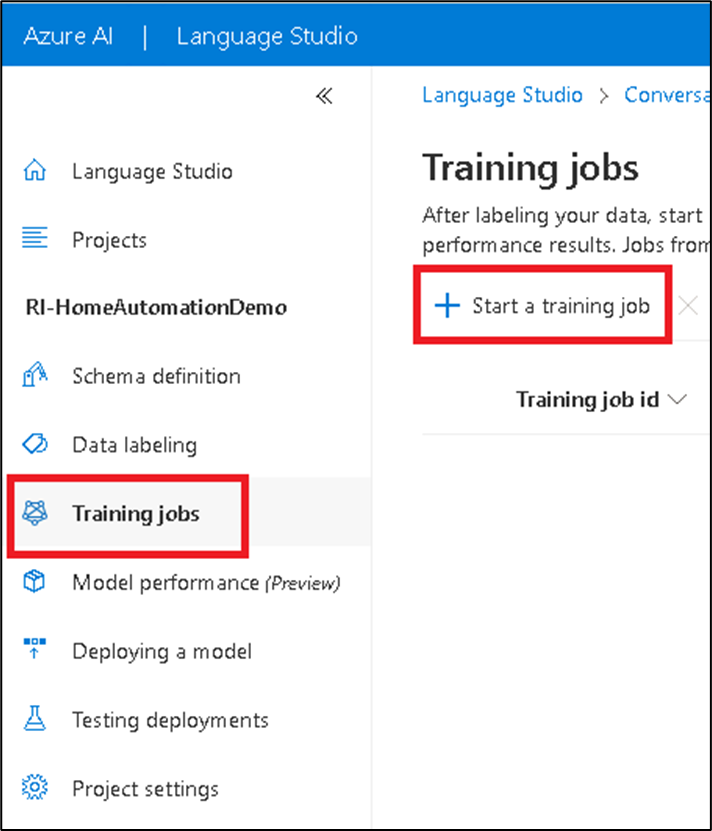 Azure AI | Language Studio
Language Studio > Conversa
Language Studio
Projects
RI-HomeAutomationDemo
Schema definition
Data labeling
Training jobs
Model performance (Preview)
Deploying a model
Testing deployments
Project settings
Training jobs
After labeling your data, start
performance results. Jobs from
+ Start a training job
Training job id